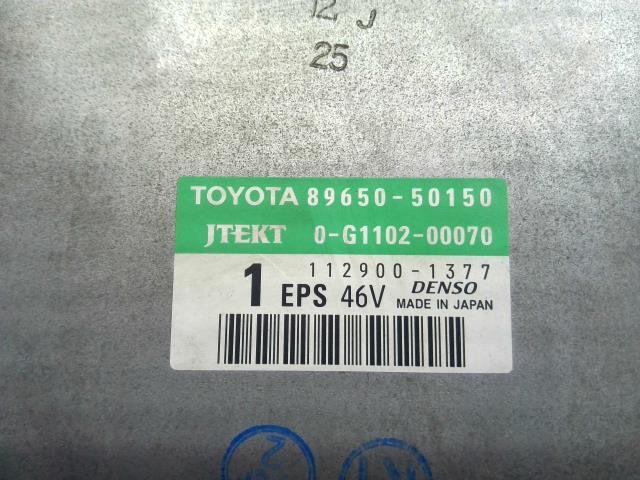 12 J
25
TOYOTA 89650-50150
JTEKT 0-G1102-00070
112900-1377
1 EPS 46V DENSO
MADE IN JAPAN